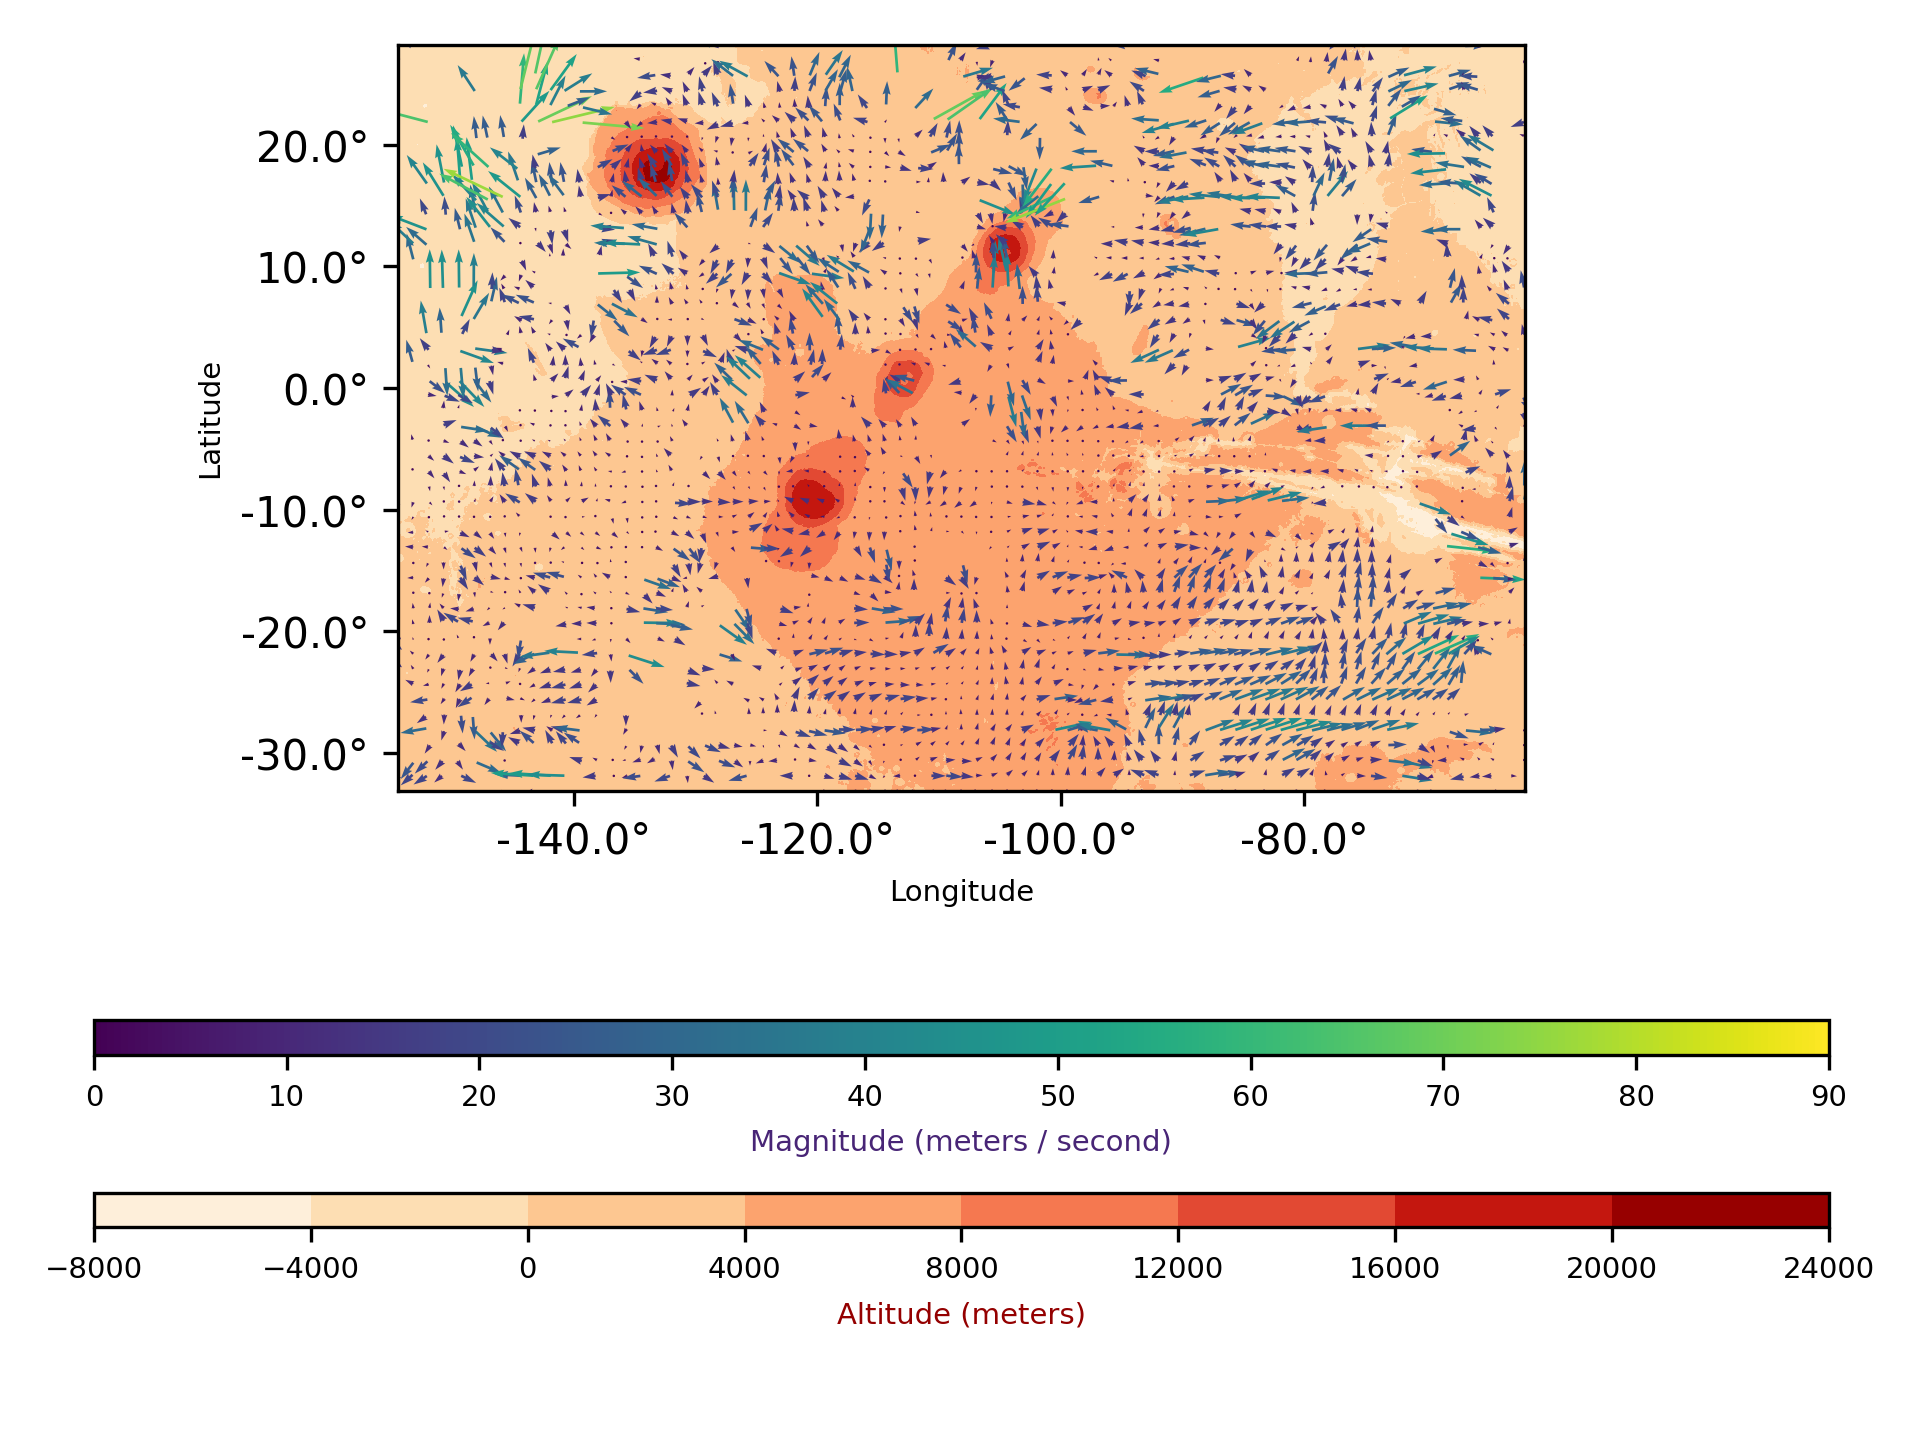 20.0°
10.0°
0.0°
-10.0°
-20.0°
-30.0°
Latitude
-140.0° -120.0° -100.0° -80.0°
Longitude
0 10 20 30 40 50 60 70 80 90
Magnitude (meters / second)
−8000 −4000 0 4000 8000 12000 16000 20000 24000
Altitude (meters)